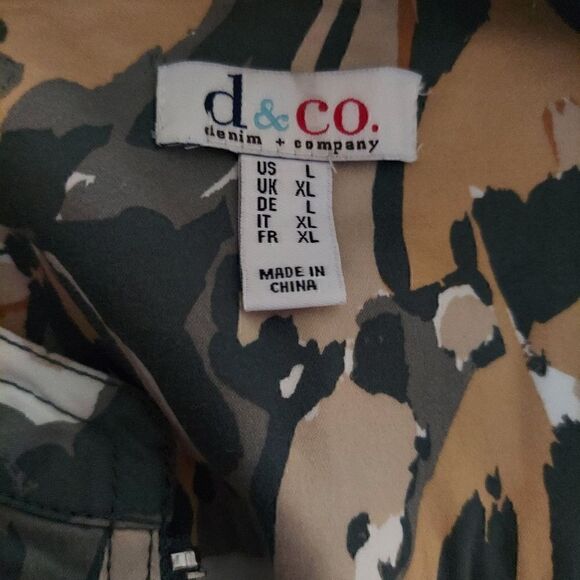 d&co.
denim + company
US L
UK XL
DE L
IT XL
FR XL
MADE IN
CHINA